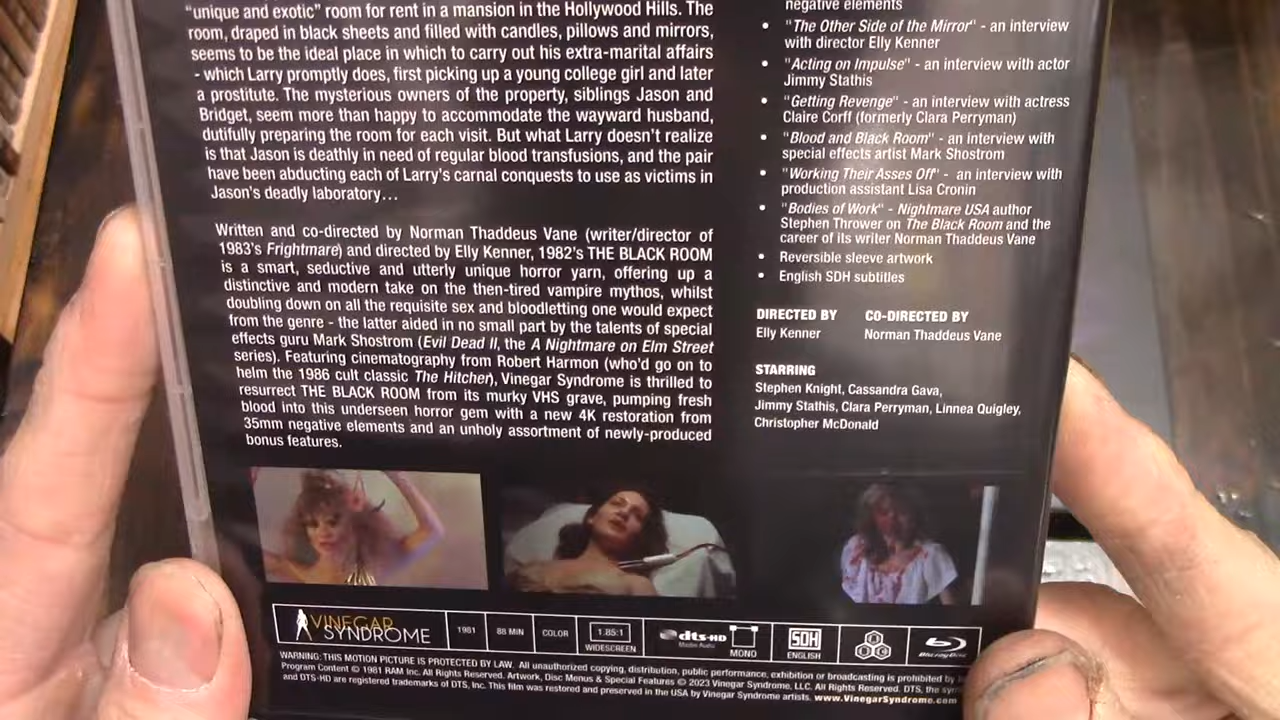 "unique and exotic" room for rent in a mansion in the Hollywood Hills. The
room, draped in black sheets and filled with candles, pillows and mirrors,
seems to be the ideal place in which to carry out his extra-marital affairs
- which Larry promptly does, first picking up a young college girl and later
a prostitute. The mysterious owners of the property, siblings Jason and
Bridget, seem more than happy to accommodate the wayward husband,
dutifully preparing the room for each visit. But what Larry doesn't realize
is that Jason is deathly in need of regular blood transfusions, and the pair
have been abducting each of Larry's carnal conquests to use as victims in
Jason's deadly laboratory…
Written and co-directed by Norman Thaddeus Vane (writer/director of
1983's Frightmare) and directed by Elly Kenner, 1982's THE BLACK ROOM
is a smart, seductive and utterly unique horror yarn, offering up a
distinctive and modern take on the then-tired vampire mythos, whilst
doubling down on all the requisite sex and bloodletting one would expect
from the genre - the latter aided in no small part by the talents of special
effects guru Mark Shostrom (Evil Dead II, the A Nightmare on Elm Street
series). Featuring cinematography from Robert Harmon (who'd go on to
helm the 1986 cult classic The Hitcher), Vinegar Syndrome is thrilled to
resurrect THE BLACK ROOM from its murky VHS grave, pumping fresh
blood into this underseen horror gem with a new 4K restoration from
35mm negative elements and an unholy assortment of newly-produced
bonus features.
negative elements
• "The Other Side of the Mirror" - an interview
with director Elly Kenner
• "Acting on Impulse" - an interview with actor
Jimmy Stathis
• "Getting Revenge" - an interview with actress
Claire Corff (formerly Clara Perryman)
• "Blood and Black Room" - an interview with
special effects artist Mark Shostrom
• "Working Their Asses Off" - an interview with
production assistant Lisa Cronin
• "Bodies of Work" - Nightmare USA author
Stephen Thrower on The Black Room and the
career of its writer Norman Thaddeus Vane
• Reversible sleeve artwork
• English SDH subtitles
DIRECTED BY
Elly Kenner
CO-DIRECTED BY
Norman Thaddeus Vane
STARRING
Stephen Knight, Cassandra Gava,
Jimmy Stathis, Clara Perryman, Linnea Quigley,
Christopher McDonald
VINEGAR
SYNDROME
1981
88 MIN
COLOR
1.85:1
WIDESCREEN
dts-HD
Master Audio
MONO
SDH
ENGLISH
Blu-ray Disc
WARNING: THIS MOTION PICTURE IS PROTECTED BY LAW. All unauthorized copying, distribution, public performance, exhibition or broadcasting is prohibited by
Program Content © 1981 RAM Inc. All Rights Reserved. Artwork, Disc Menus & Special Features © 2023 Vinegar Syndrome, LLC. All Rights Reserved. DTS, the
and DTS-HD are registered trademarks of DTS, Inc. This film was restored and preserved in the USA by Vinegar Syndrome artists. www.VinegarSyndrome.com